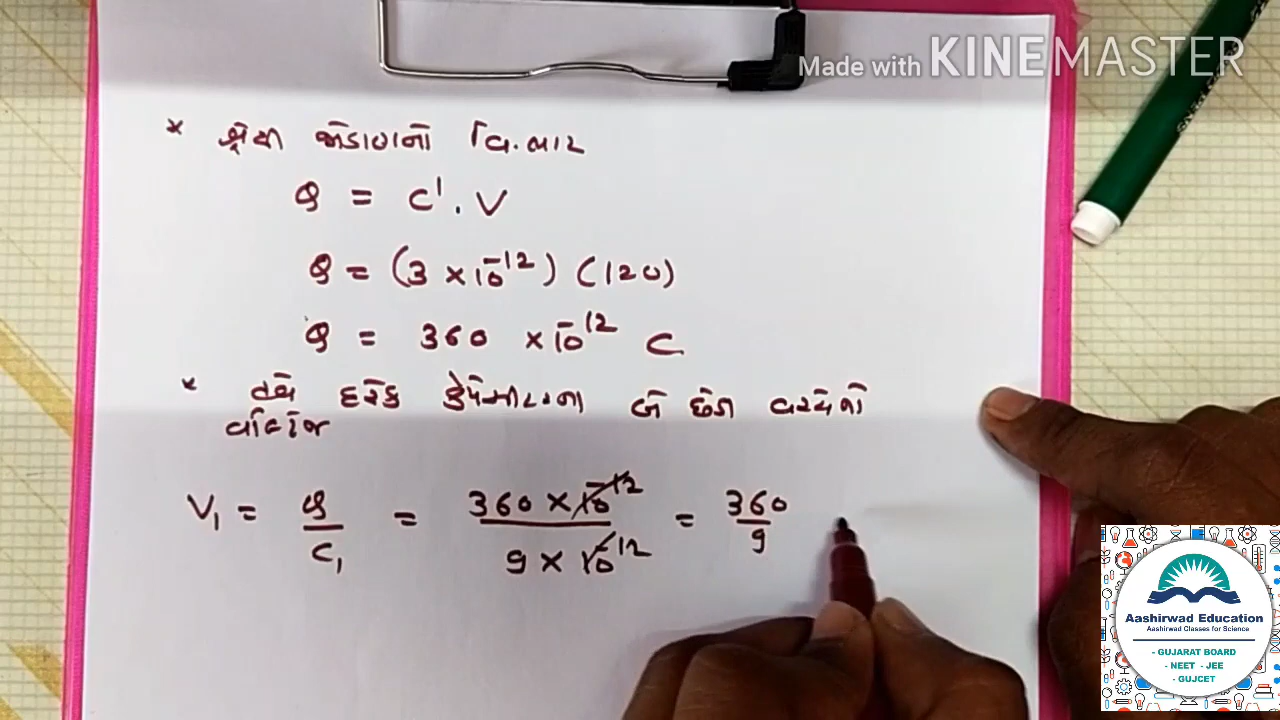 Made with KINEMASTER
* શ્રેણી જોડાણનો વિ.ભાર
Q = C' . V
Q = (3 × 10⁻¹²) (120)
Q = 360 × 10⁻¹² C
* હવે દરેક કેપેસીટરના બે છેડા વચ્ચેનો
વોલ્ટેજ
V₁ = Q/C₁ = 360 × 10⁻¹² / 9 × 10⁻¹² = 360/9
Aashirwad Education
Aashirwad Classes for Science
- GUJARAT BOARD
- NEET - JEE
- GUJCET